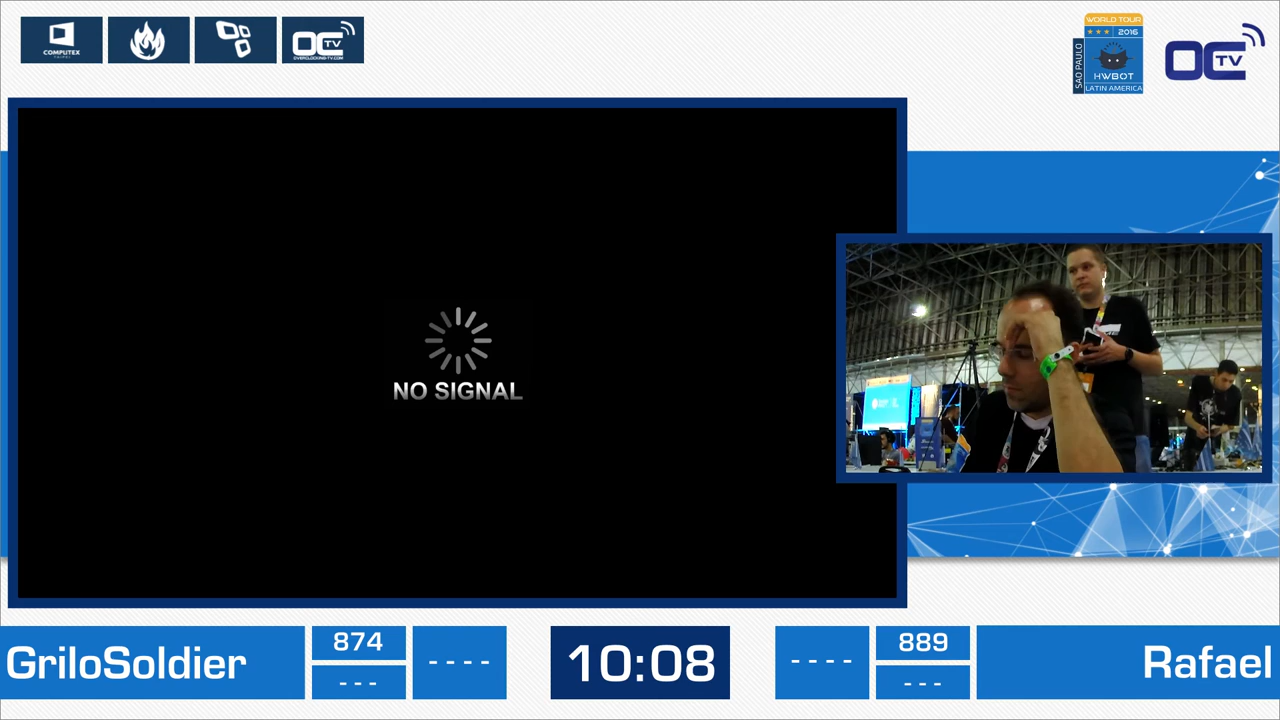 COMPUTEX
TAIPEI
OC TV
OVERCLOCKING-TV.COM
WORLD TOUR
2016
SAO PAULO
HWBOT
LATIN AMERICA
OC TV
NO SIGNAL
GriloSoldier
874
- - -
- - - -
10:08
- - - -
889
- - -
Rafael